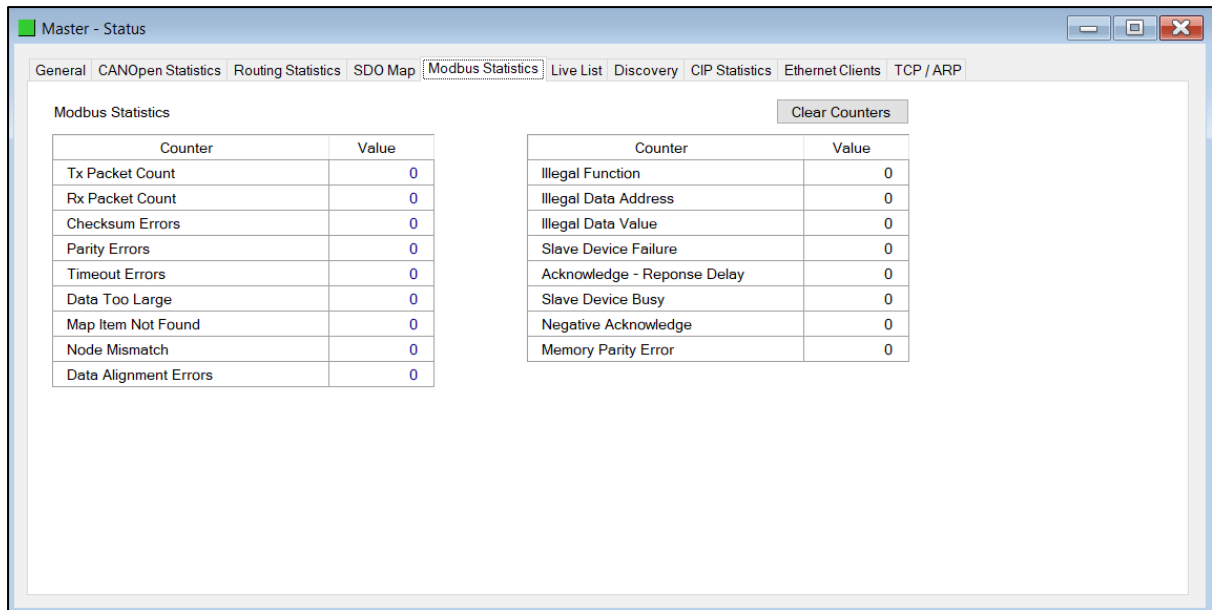 Master - Status
General CANOpen Statistics Routing Statistics SDO Map Modbus Statistics Live List Discovery CIP Statistics Ethernet Clients TCP / ARP
Modbus Statistics
Clear Counters
Counter Value
Tx Packet Count 0
Rx Packet Count 0
Checksum Errors 0
Parity Errors 0
Timeout Errors 0
Data Too Large 0
Map Item Not Found 0
Node Mismatch 0
Data Alignment Errors 0
Counter Value
Illegal Function 0
Illegal Data Address 0
Illegal Data Value 0
Slave Device Failure 0
Acknowledge - Reponse Delay 0
Slave Device Busy 0
Negative Acknowledge 0
Memory Parity Error 0